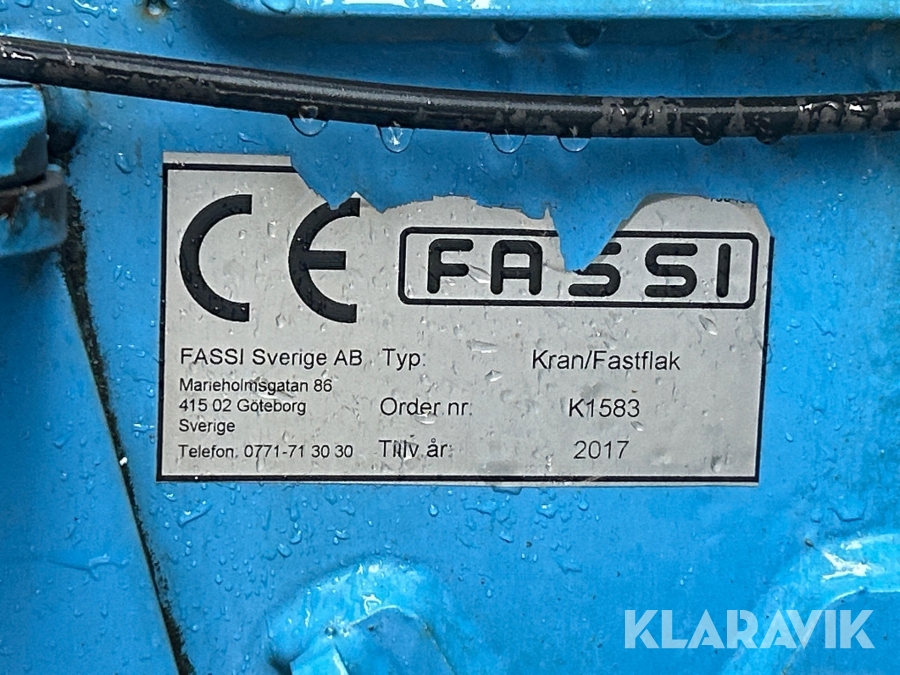 CE FASSI
FASSI Sverige AB
Marieholmsgatan 86
415 02 Göteborg
Sverige
Telefon. 0771-71 30 30
Typ: Kran/Fastflak
Order nr: K1583
Tillv år: 2017
KLARAVIK